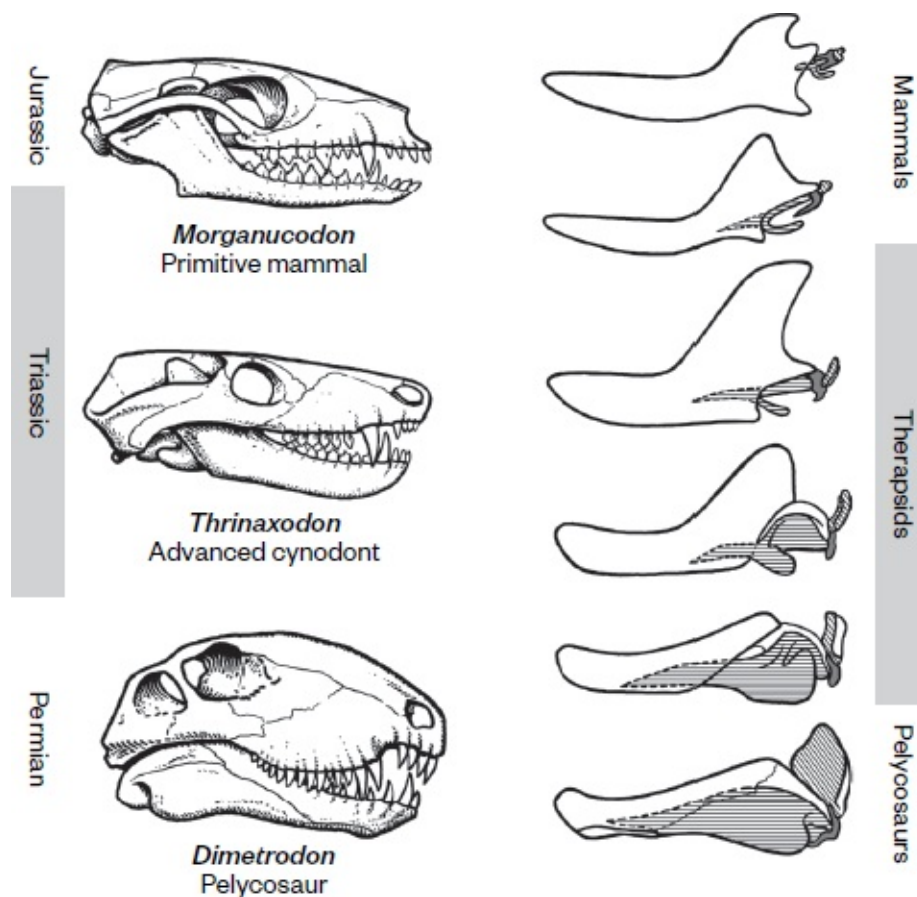 Jurassic
Morganucodon
Primitive mammal
Triassic
Thrinaxodon
Advanced cynodont
Permian
Dimetrodon
Pelycosaur
Mammals
Therapsids
Pelycosaurs